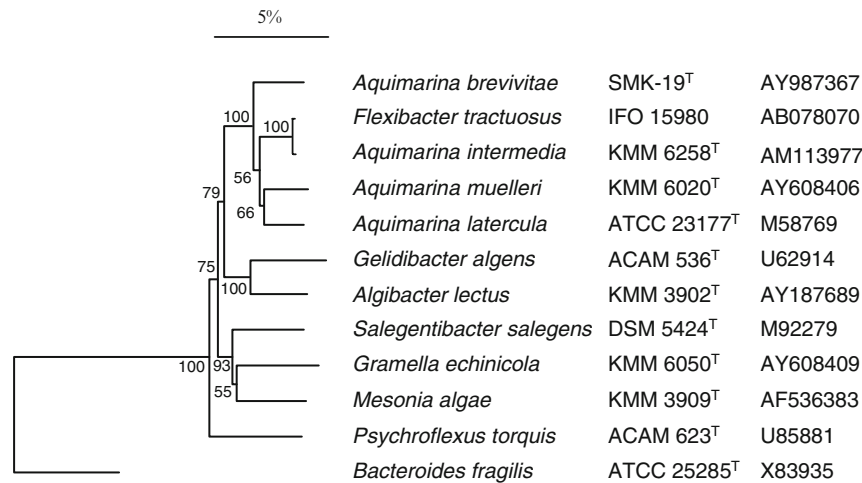 5%
Aquimarina brevivitae SMK-19ᵀ AY987367
100 Flexibacter tractuosus IFO 15980 AB078070
100
Aquimarina intermedia KMM 6258ᵀ AM113977
56
79 Aquimarina muelleri KMM 6020ᵀ AY608406
66
Aquimarina latercula ATCC 23177ᵀ M58769
75 Gelidibacter algens ACAM 536ᵀ U62914
100
Algibacter lectus KMM 3902ᵀ AY187689
Salegentibacter salegens DSM 5424ᵀ M92279
100 93 Gramella echinicola KMM 6050ᵀ AY608409
55
Mesonia algae KMM 3909ᵀ AF536383
Psychroflexus torquis ACAM 623ᵀ U85881
Bacteroides fragilis ATCC 25285ᵀ X83935